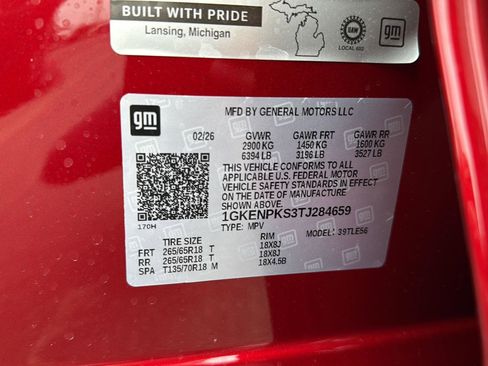 BUILT WITH PRIDE
Lansing, Michigan
UAW
LOCAL 602
gm
gm
MFD BY GENERAL MOTORS LLC
02/26 GVWR GAWR FRT GAWR RR
2900 KG 1450 KG 1600 KG
6394 LB 3196 LB 3527 LB
THIS VEHICLE CONFORMS TO ALL
APPLICABLE U.S. FEDERAL MOTOR
VEHICLE SAFETY STANDARDS IN EFFECT
ON THE DATE OF MANUFACTURE
SHOWN ABOVE.
1GKENPKS3TJ284659
170H TYPE: MPV MODEL: 39TLE56
TIRE SIZE RIM
FRT 265/65R18 T 18X8J
RR 265/65R18 T 18X8J
SPA T135/70R18 M 18X4.5B